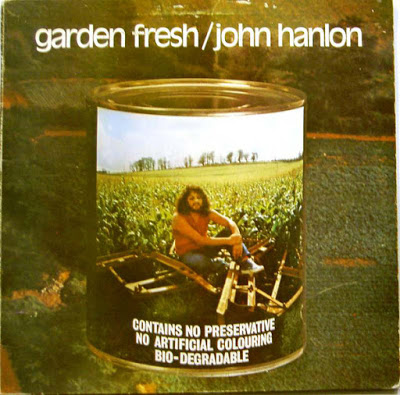 garden fresh/john hanlon
CONTAINS NO PRESERVATIVE
NO ARTIFICIAL COLOURING
BIO-DEGRADABLE